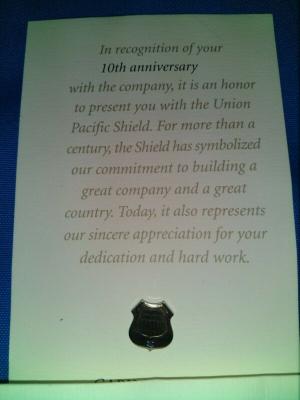 In recognition of your
10th anniversary
with the company, it is an honor
to present you with the Union
Pacific Shield. For more than a
century, the Shield has symbolized
our commitment to building a
great company and a great
country. Today, it also represents
our sincere appreciation for your
dedication and hard work.